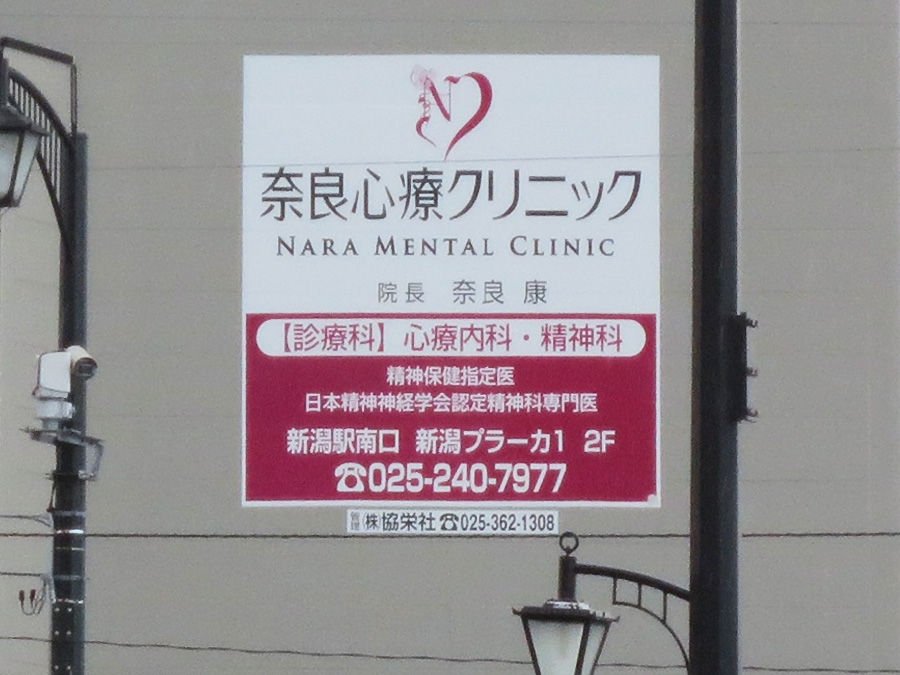 N
奈良心療クリニック
NARA MENTAL CLINIC
院長 奈良 康
【診療科】心療内科・精神科
精神保健指定医
日本精神神経学会認定精神科専門医
新潟駅南口 新潟プラーカ1 2F
☎025-240-7977
管理 ㈱協栄社 ☎025-362-1308